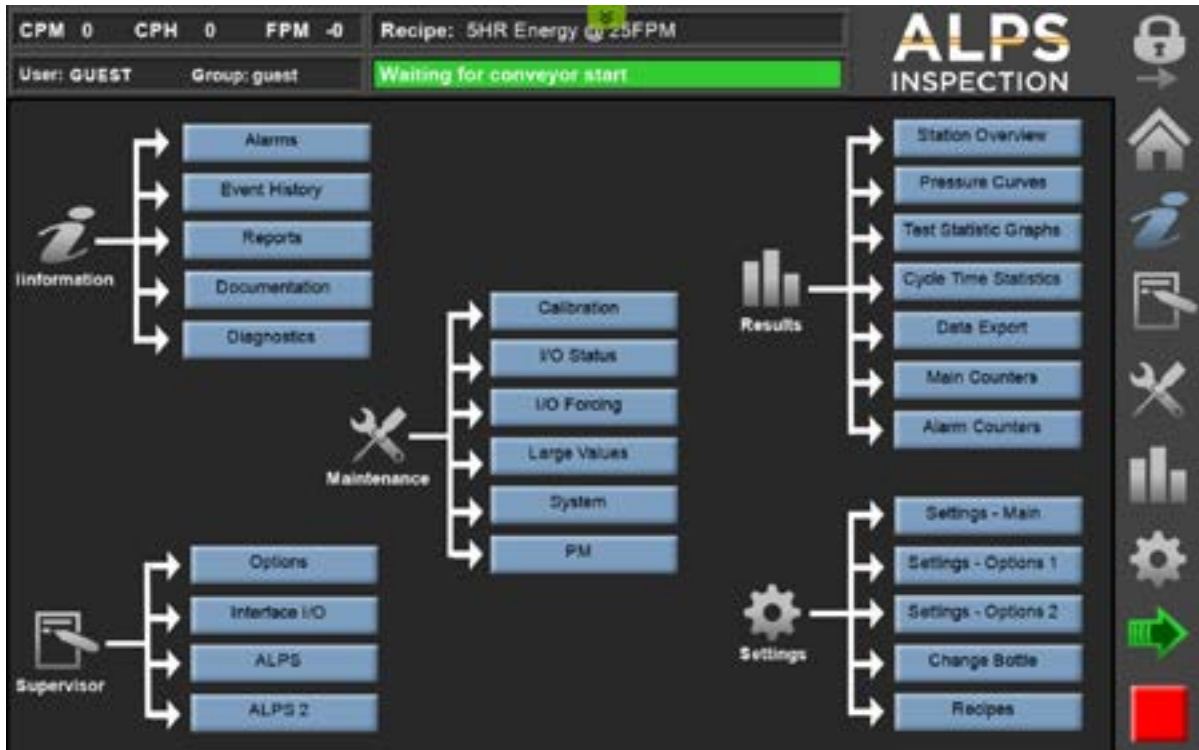 CPM 0 CPH 0 FPM -0
Recipe: 5HR Energy @ 25FPM
User: GUEST Group: guest
Waiting for conveyor start
ALPS
INSPECTION
Iinformation
Alarms
Event History
Reports
Documentation
Diagnostics
Maintenance
Calibration
I/O Status
I/O Forcing
Large Values
System
PM
Supervisor
Options
Interface I/O
ALPS
ALPS 2
Results
Station Overview
Pressure Curves
Test Statistic Graphs
Cycle Time Statistics
Data Export
Main Counters
Alarm Counters
Settings
Settings - Main
Settings - Options 1
Settings - Options 2
Change Bottle
Recipes